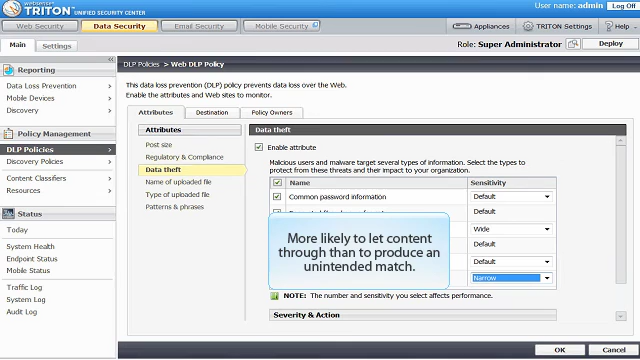 websense
TRITON UNIFIED SECURITY CENTER
User name: admin Log Off
Web Security Data Security Email Security Mobile Security
Appliances TRITON Settings Help
Main Settings
Role: Super Administrator Deploy
Reporting
Data Loss Prevention
Mobile Devices
Discovery
Policy Management
DLP Policies
Discovery Policies
Content Classifiers
Resources
Status
Today
System Health
Endpoint Status
Mobile Status
Traffic Log
System Log
Audit Log
DLP Policies > Web DLP Policy
This data loss prevention (DLP) policy prevents data loss over the Web.
Enable the attributes and Web sites to monitor.
Attributes Destination Policy Owners
Attributes
Post size
Regulatory & Compliance
Data theft
Name of uploaded file
Type of uploaded file
Patterns & phrases
Data theft
Enable attribute
Malicious users and malware target several types of information. Select the types to
protect from these threats and their impact to your organization.
Name Sensitivity
Common password information Default
Default
Wide
Default
Default
Narrow
More likely to let content
through than to produce an
unintended match.
NOTE: The number and sensitivity you select affects performance.
Severity & Action
OK Cancel